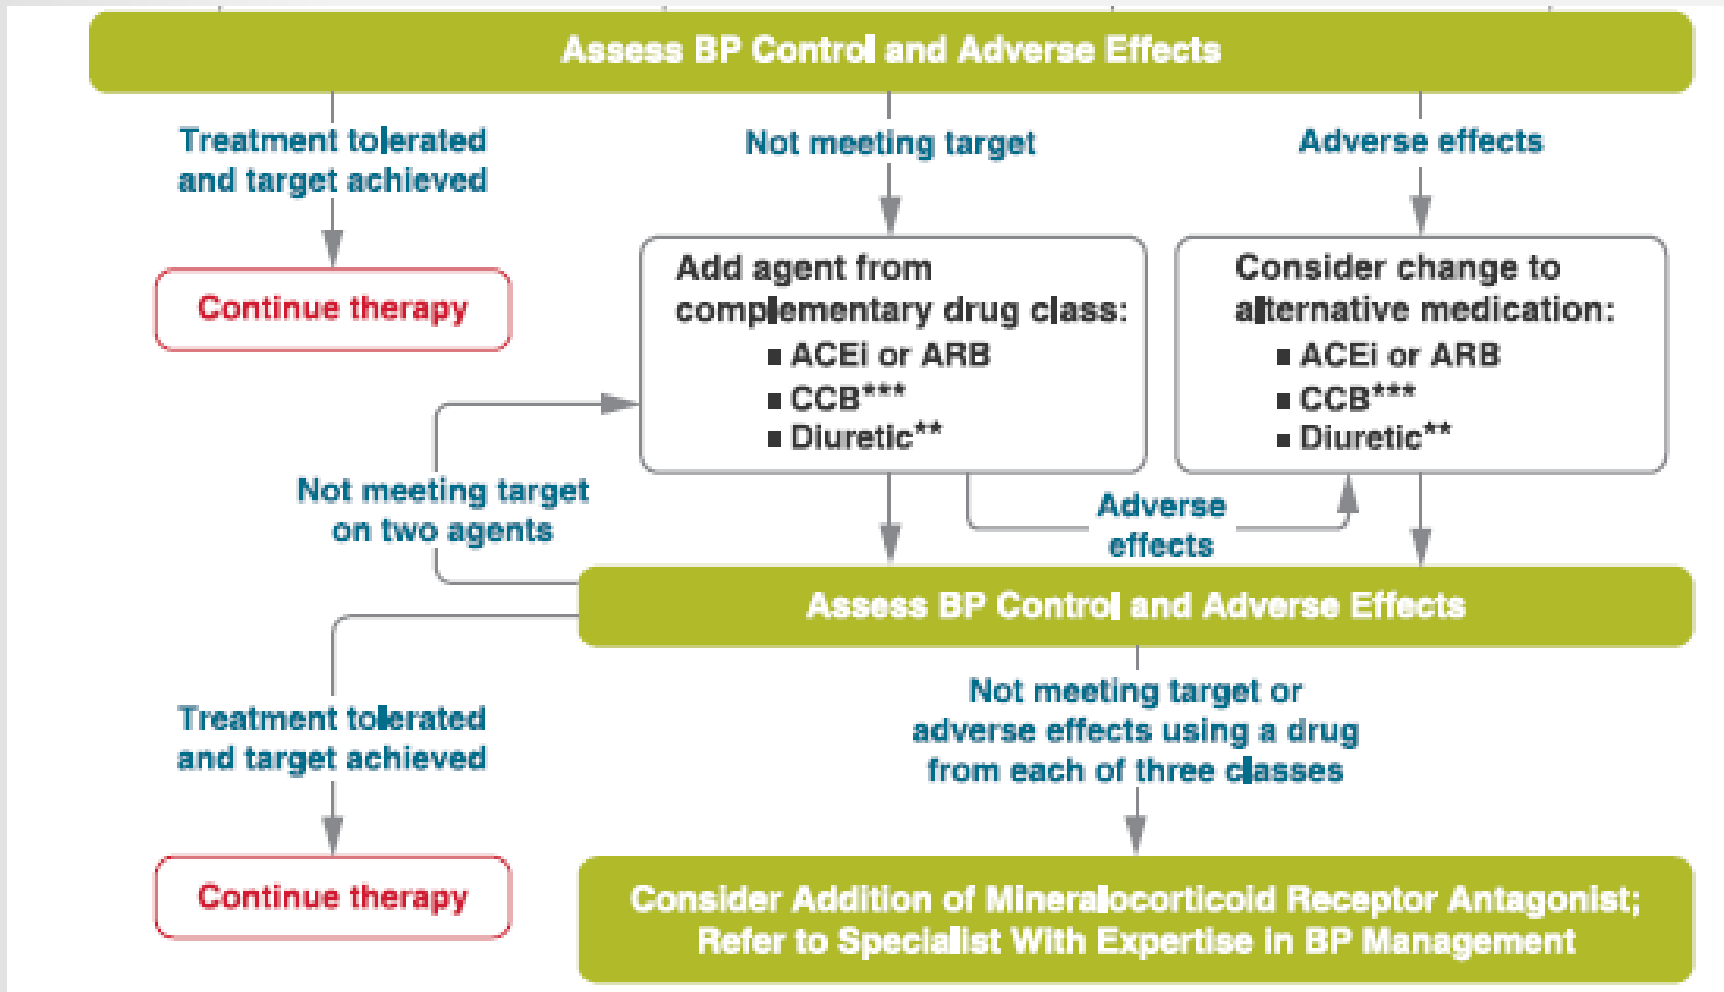 Assess BP Control and Adverse Effects
Treatment tolerated
and target achieved
Not meeting target
Adverse effects
Continue therapy
Add agent from
complementary drug class:
■ ACEi or ARB
■ CCB***
■ Diuretic**
Consider change to
alternative medication:
■ ACEi or ARB
■ CCB***
■ Diuretic**
Not meeting target
on two agents
Adverse
effects
Assess BP Control and Adverse Effects
Treatment tolerated
and target achieved
Not meeting target or
adverse effects using a drug
from each of three classes
Continue therapy
Consider Addition of Mineralocorticoid Receptor Antagonist;
Refer to Specialist With Expertise in BP Management